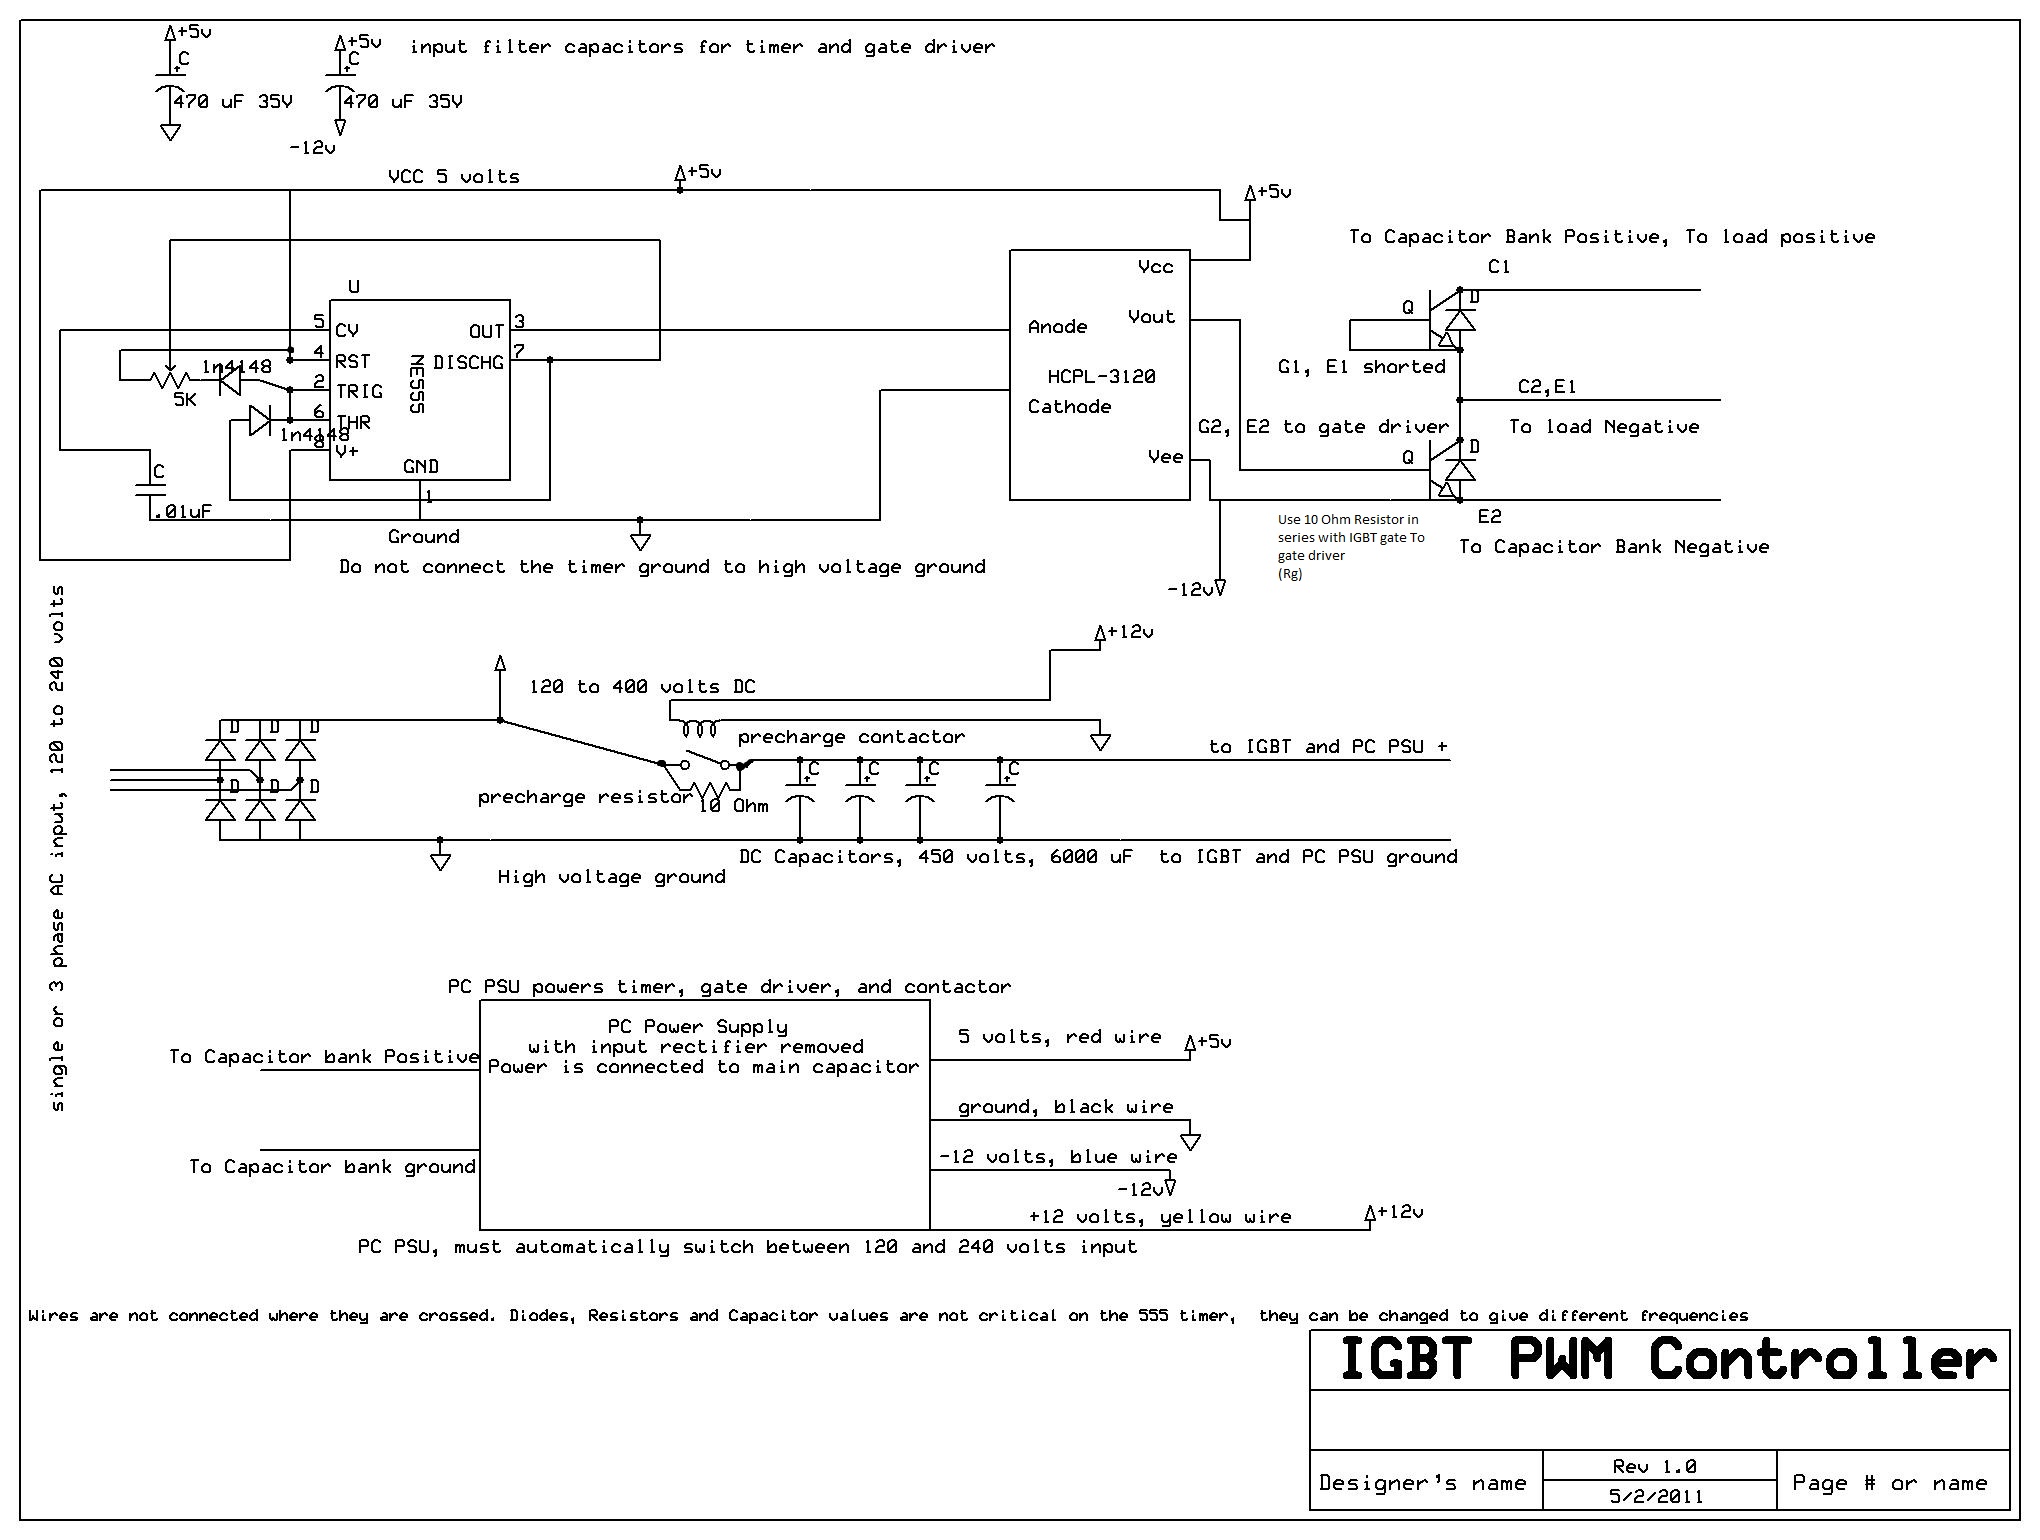 +5v
C
470 uF 35V
+5v
C
470 uF 35V
-12v
input filter capacitors for timer and gate driver
VCC 5 volts
+5v
+5v
U
5 CV
4 RST
2 TRIG
6 THR
8 V+
OUT 3
DISCHG 7
NE555
GND
1
1n4148
5K
1n4148
C
.01uF
Ground
Do not connect the timer ground to high voltage ground
Vcc
Vout
Anode
HCPL-3120
Cathode
Vee
-12v
To Capacitor Bank Positive, To load positive
C1
Q
D
G1, E1 shorted
C2,E1
G2, E2 to gate driver
To load Negative
Q
D
E2
To Capacitor Bank Negative
Use 10 Ohm Resistor in
series with IGBT gate To
gate driver
(Rg)
single or 3 phase AC input, 120 to 240 volts
+12v
120 to 400 volts DC
D
D
D
D
D
D
precharge contactor
to IGBT and PC PSU +
precharge resistor
10 Ohm
C
C
C
C
DC Capacitors, 450 volts, 6000 uF to IGBT and PC PSU ground
High voltage ground
PC PSU powers timer, gate driver, and contactor
PC Power Supply
with input rectifier removed
Power is connected to main capacitor
To Capacitor bank Positive
To Capacitor bank ground
5 volts, red wire
+5v
ground, black wire
-12 volts, blue wire
-12v
+12 volts, yellow wire
+12v
PC PSU, must automatically switch between 120 and 240 volts input
Wires are not connected where they are crossed. Diodes, Resistors and Capacitor values are not critical on the 555 timer, they can be changed to give different frequencies
IGBT PWM Controller
Designer's name
Rev 1.0
5/2/2011
Page # or name